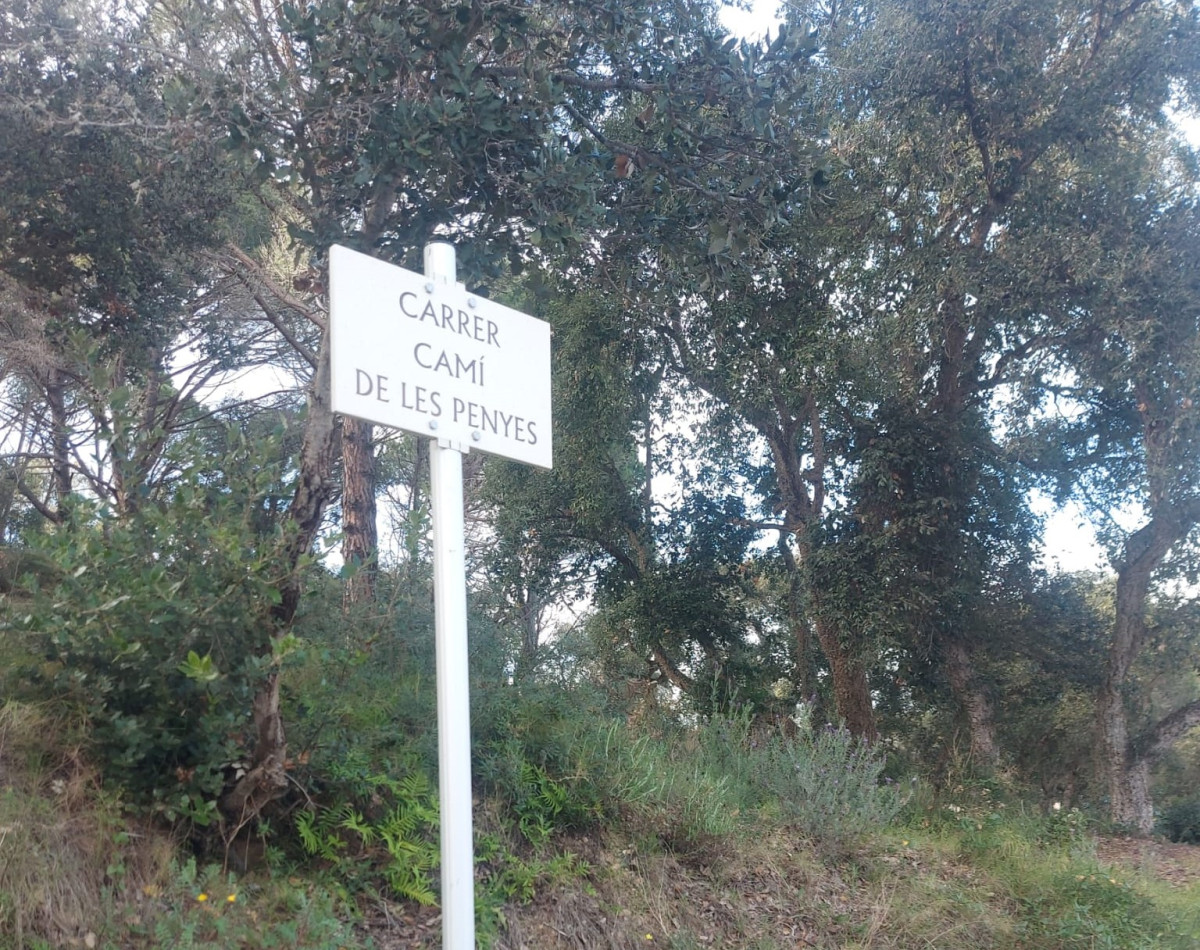 CARRER
CAMÍ
DE LES PENYES